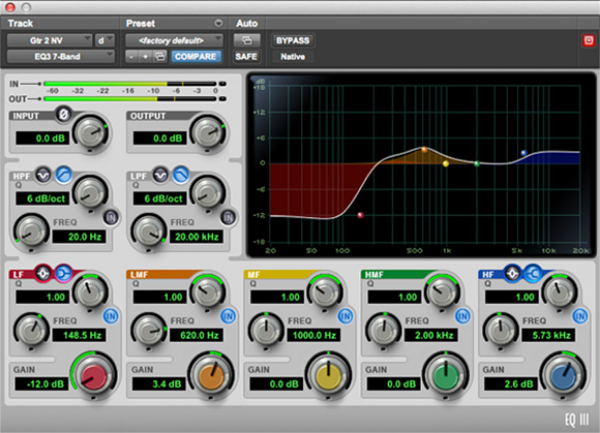 Track Preset Auto
Gtr 2 NV d <factory default> BYPASS
EQ3 7-Band - + COMPARE SAFE Native
IN
-60 -32 -16 -10 -3 0
OUT
INPUT Ø OUTPUT
0.0 dB 0.0 dB
HPF LPF
Q Q
6 dB/oct 6 dB/oct
IN IN
FREQ FREQ
20.0 Hz 20.00 kHz
dB
+18
+12
+6
0
-6
-12
-18
20 50 100 200 500 1k 2k 5k 10k 20k
LF LMF MF HMF HF
Q Q Q Q Q
1.00 1.00 1.00 1.00 1.00
IN IN IN IN IN
FREQ FREQ FREQ FREQ FREQ
148.5 Hz 620.0 Hz 1000.0 Hz 2.00 kHz 5.73 kHz
GAIN GAIN GAIN GAIN GAIN
-12.0 dB 3.4 dB 0.0 dB 0.0 dB 2.6 dB
EQ III